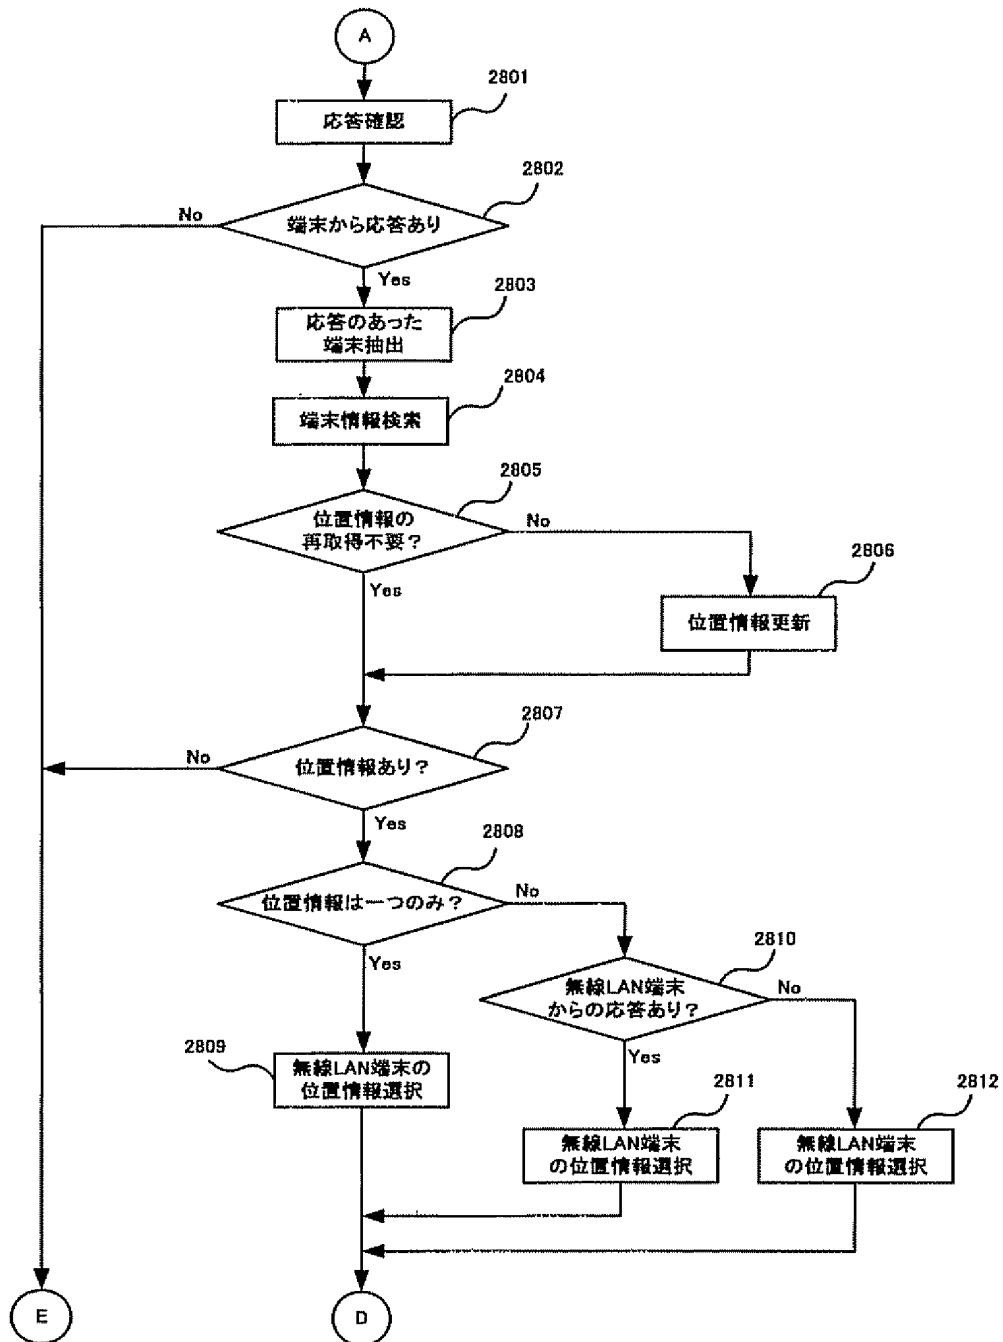 A
2801
応答確認
2802
No
端末から応答あり
Yes
2803
応答のあった
端末抽出
2804
端末情報検索
2805
位置情報の
再取得不要?
No
Yes
2806
位置情報更新
2807
No
位置情報あり?
Yes
2808
位置情報は一つのみ?
No
Yes
2810
無線LAN端末
からの応答あり?
No
Yes
2809
無線LAN端末の
位置情報選択
2811
無線LAN端末
の位置情報選択
2812
無線LAN端末
の位置情報選択
E
D